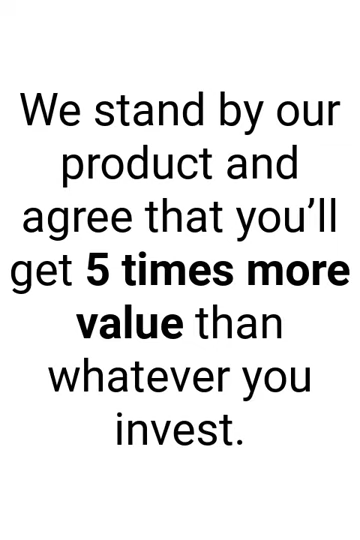 We stand by our
product and
agree that you’ll
get 5 times more
value than
whatever you
invest.